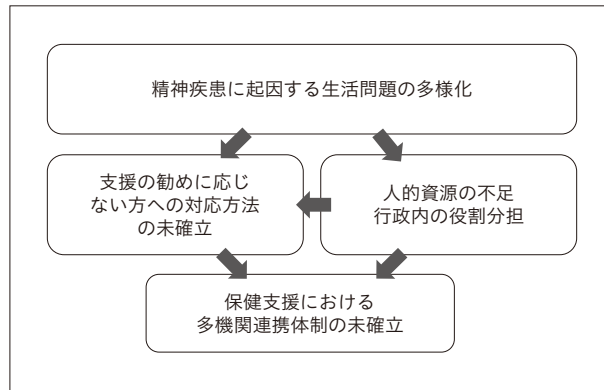 精神疾患に起因する生活問題の多様化
支援の勧めに応じ
ない方への対応方法
の未確立
人的資源の不足
行政内の役割分担
保健支援における
多機関連携体制の未確立